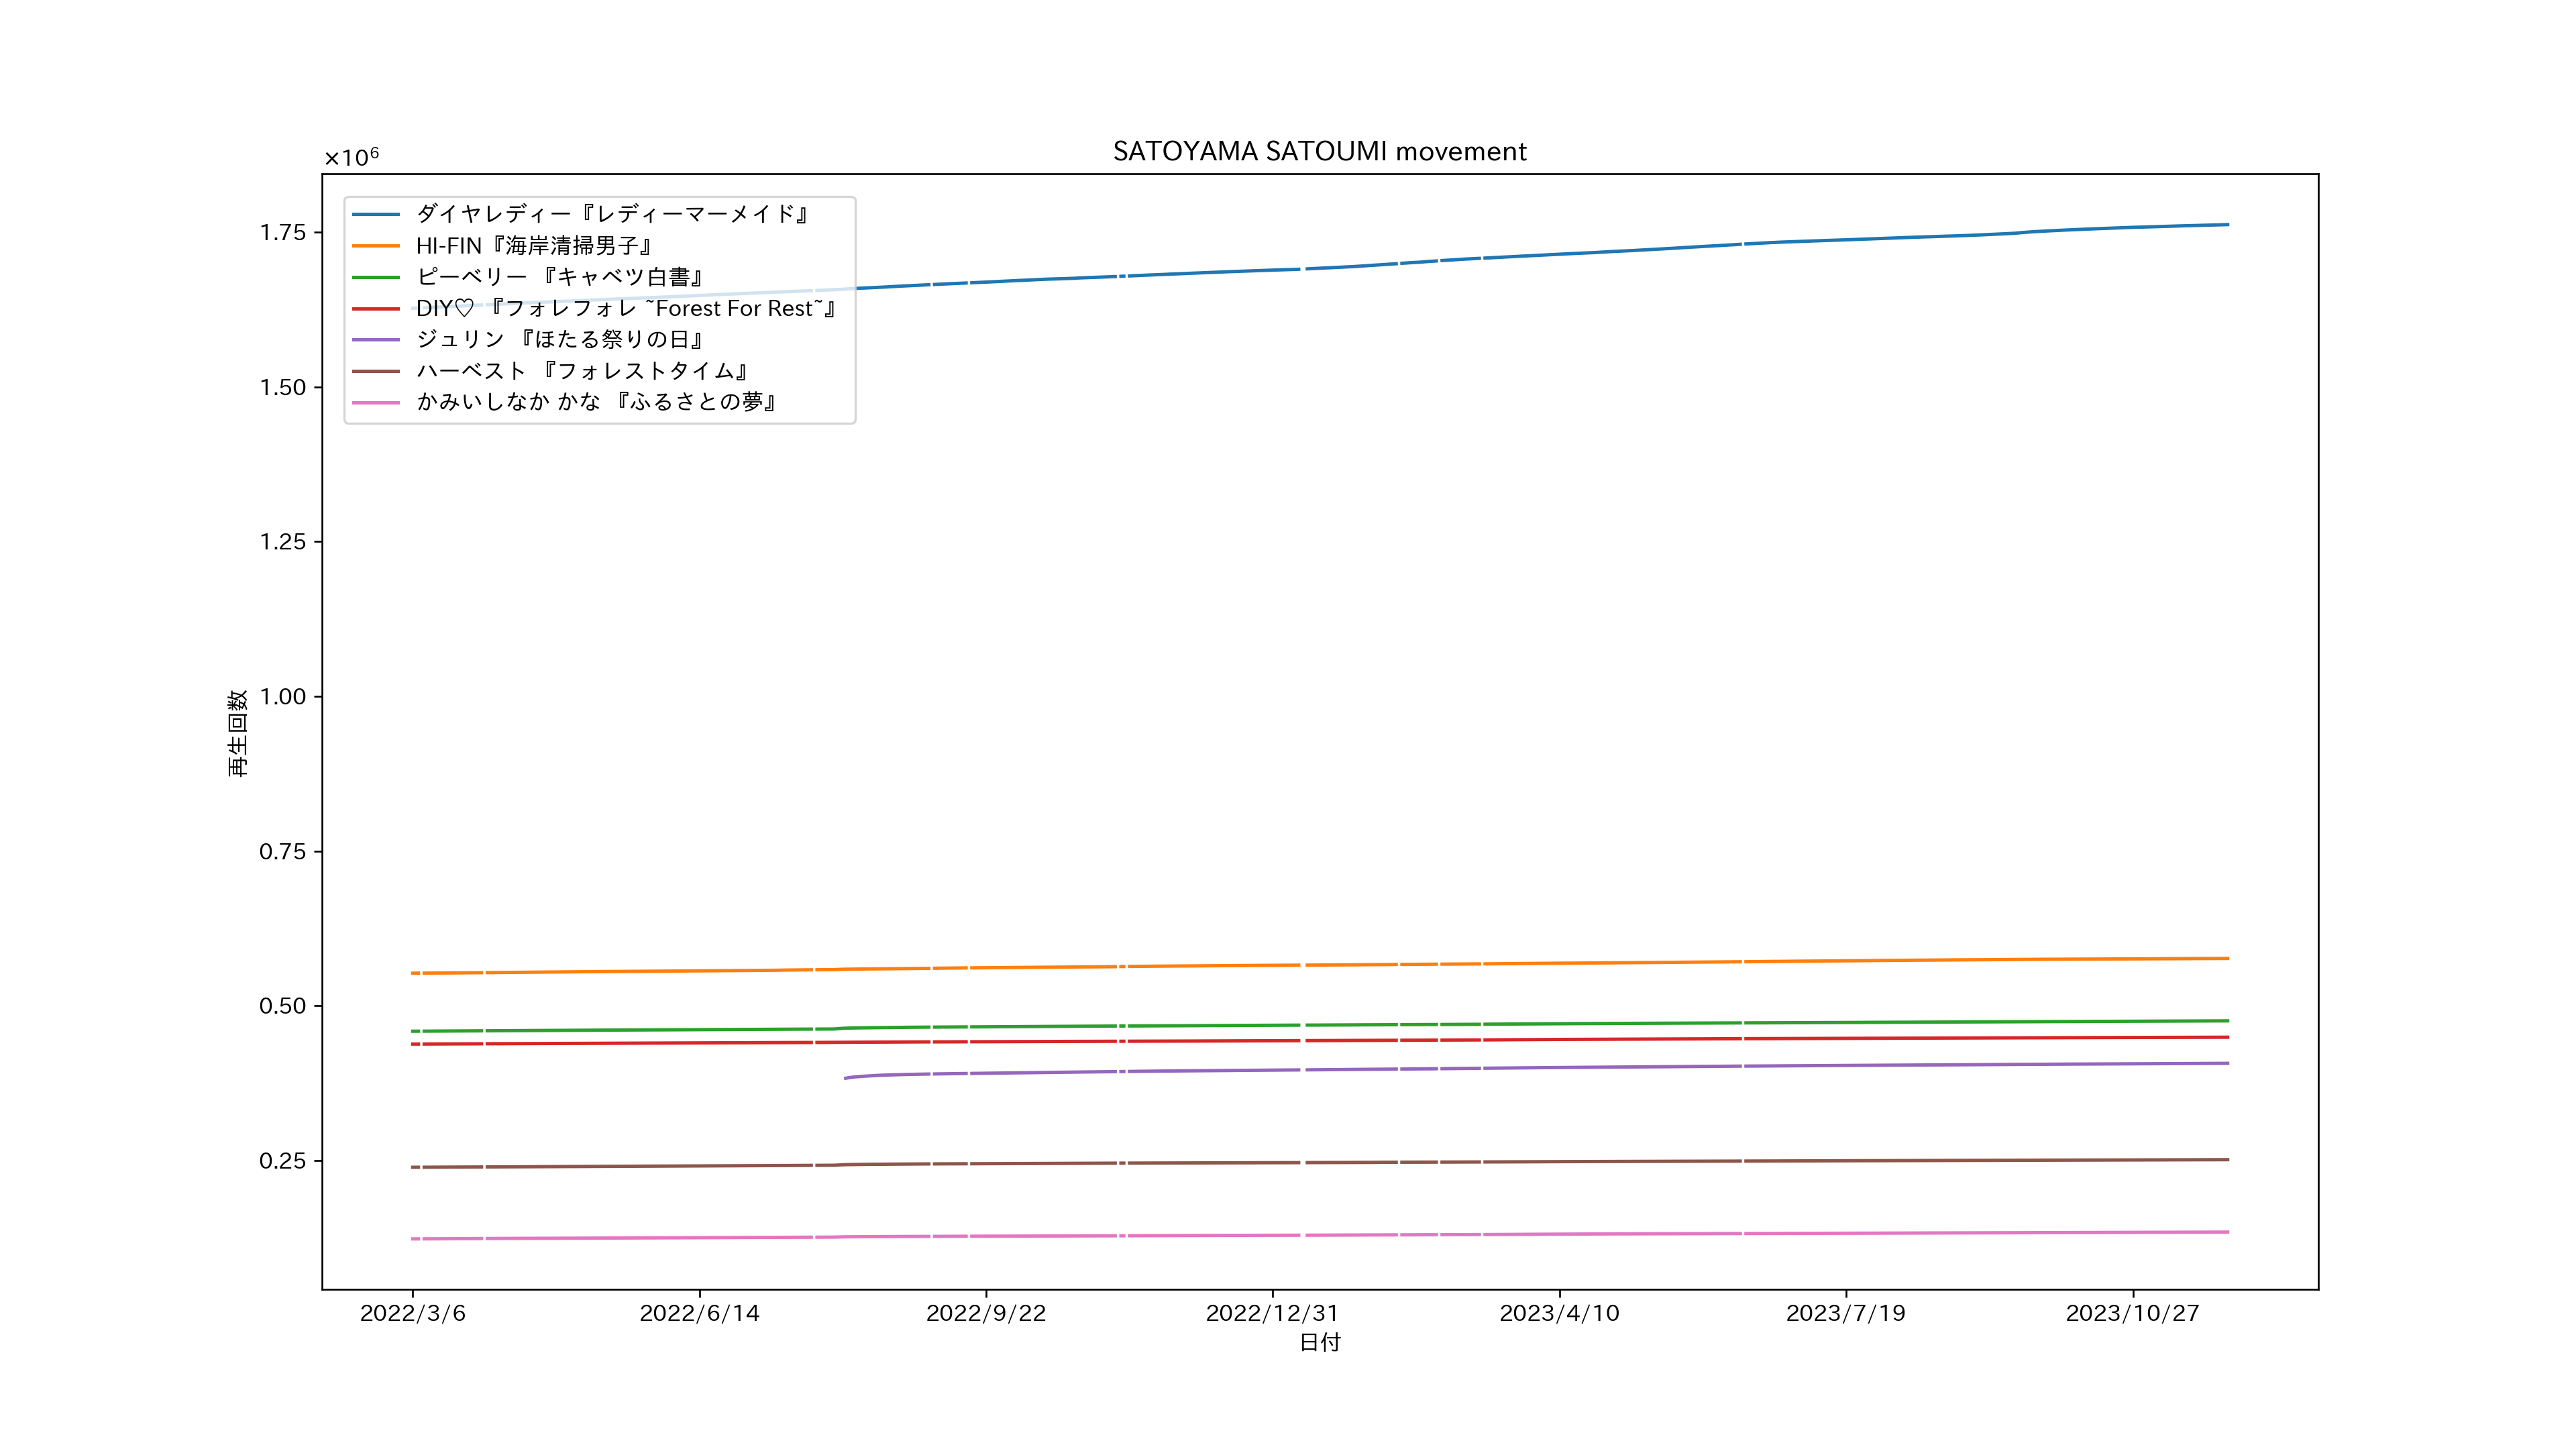 SATOYAMA SATOUMI movement
×10⁶
ダイヤレディー『レディーマーメイド』
HI-FIN『海岸清掃男子』
ピーベリー 『キャベツ白書』
DIY♡ 『フォレフォレ ~Forest For Rest~』
ジュリン 『ほたる祭りの日』
ハーベスト 『フォレストタイム』
かみいしなか かな 『ふるさとの夢』
1.75
1.50
1.25
1.00
0.75
0.50
0.25
再生回数
2022/3/6 2022/6/14 2022/9/22 2022/12/31 2023/4/10 2023/7/19 2023/10/27
日付